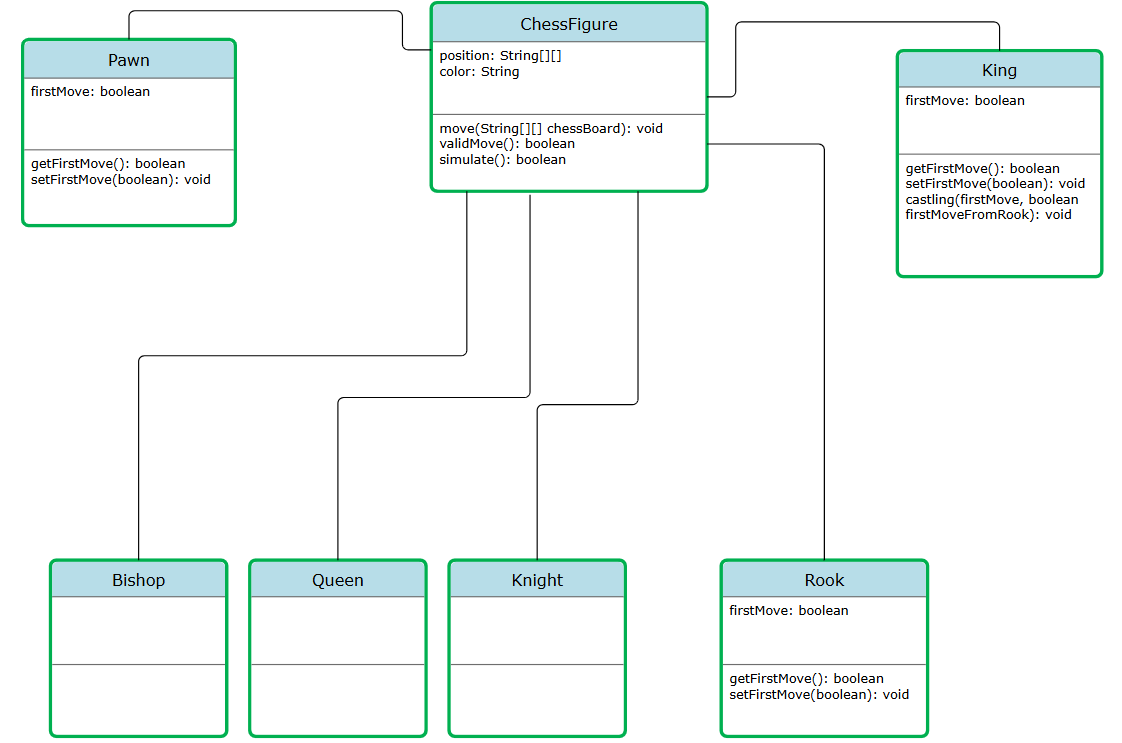 ChessFigure
position: String[][]
color: String
move(String[][] chessBoard): void
validMove(): boolean
simulate(): boolean
Pawn
firstMove: boolean
getFirstMove(): boolean
setFirstMove(boolean): void
King
firstMove: boolean
getFirstMove(): boolean
setFirstMove(boolean): void
castling(firstMove, boolean
firstMoveFromRook): void
Bishop
Queen
Knight
Rook
firstMove: boolean
getFirstMove(): boolean
setFirstMove(boolean): void